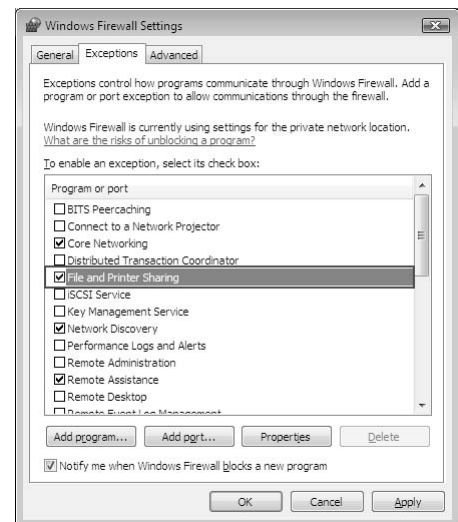 Windows Firewall Settings
General Exceptions Advanced
Exceptions control how programs communicate through Windows Firewall. Add a
program or port exception to allow communications through the firewall.
Windows Firewall is currently using settings for the private network location.
What are the risks of unblocking a program?
To enable an exception, select its check box:
Program or port
BITS Peercaching
Connect to a Network Projector
Core Networking
Distributed Transaction Coordinator
File and Printer Sharing
iSCSI Service
Key Management Service
Network Discovery
Performance Logs and Alerts
Remote Administration
Remote Assistance
Remote Desktop
Remote Event Log Management
Add program... Add port... Properties Delete
Notify me when Windows Firewall blocks a new program
OK Cancel Apply